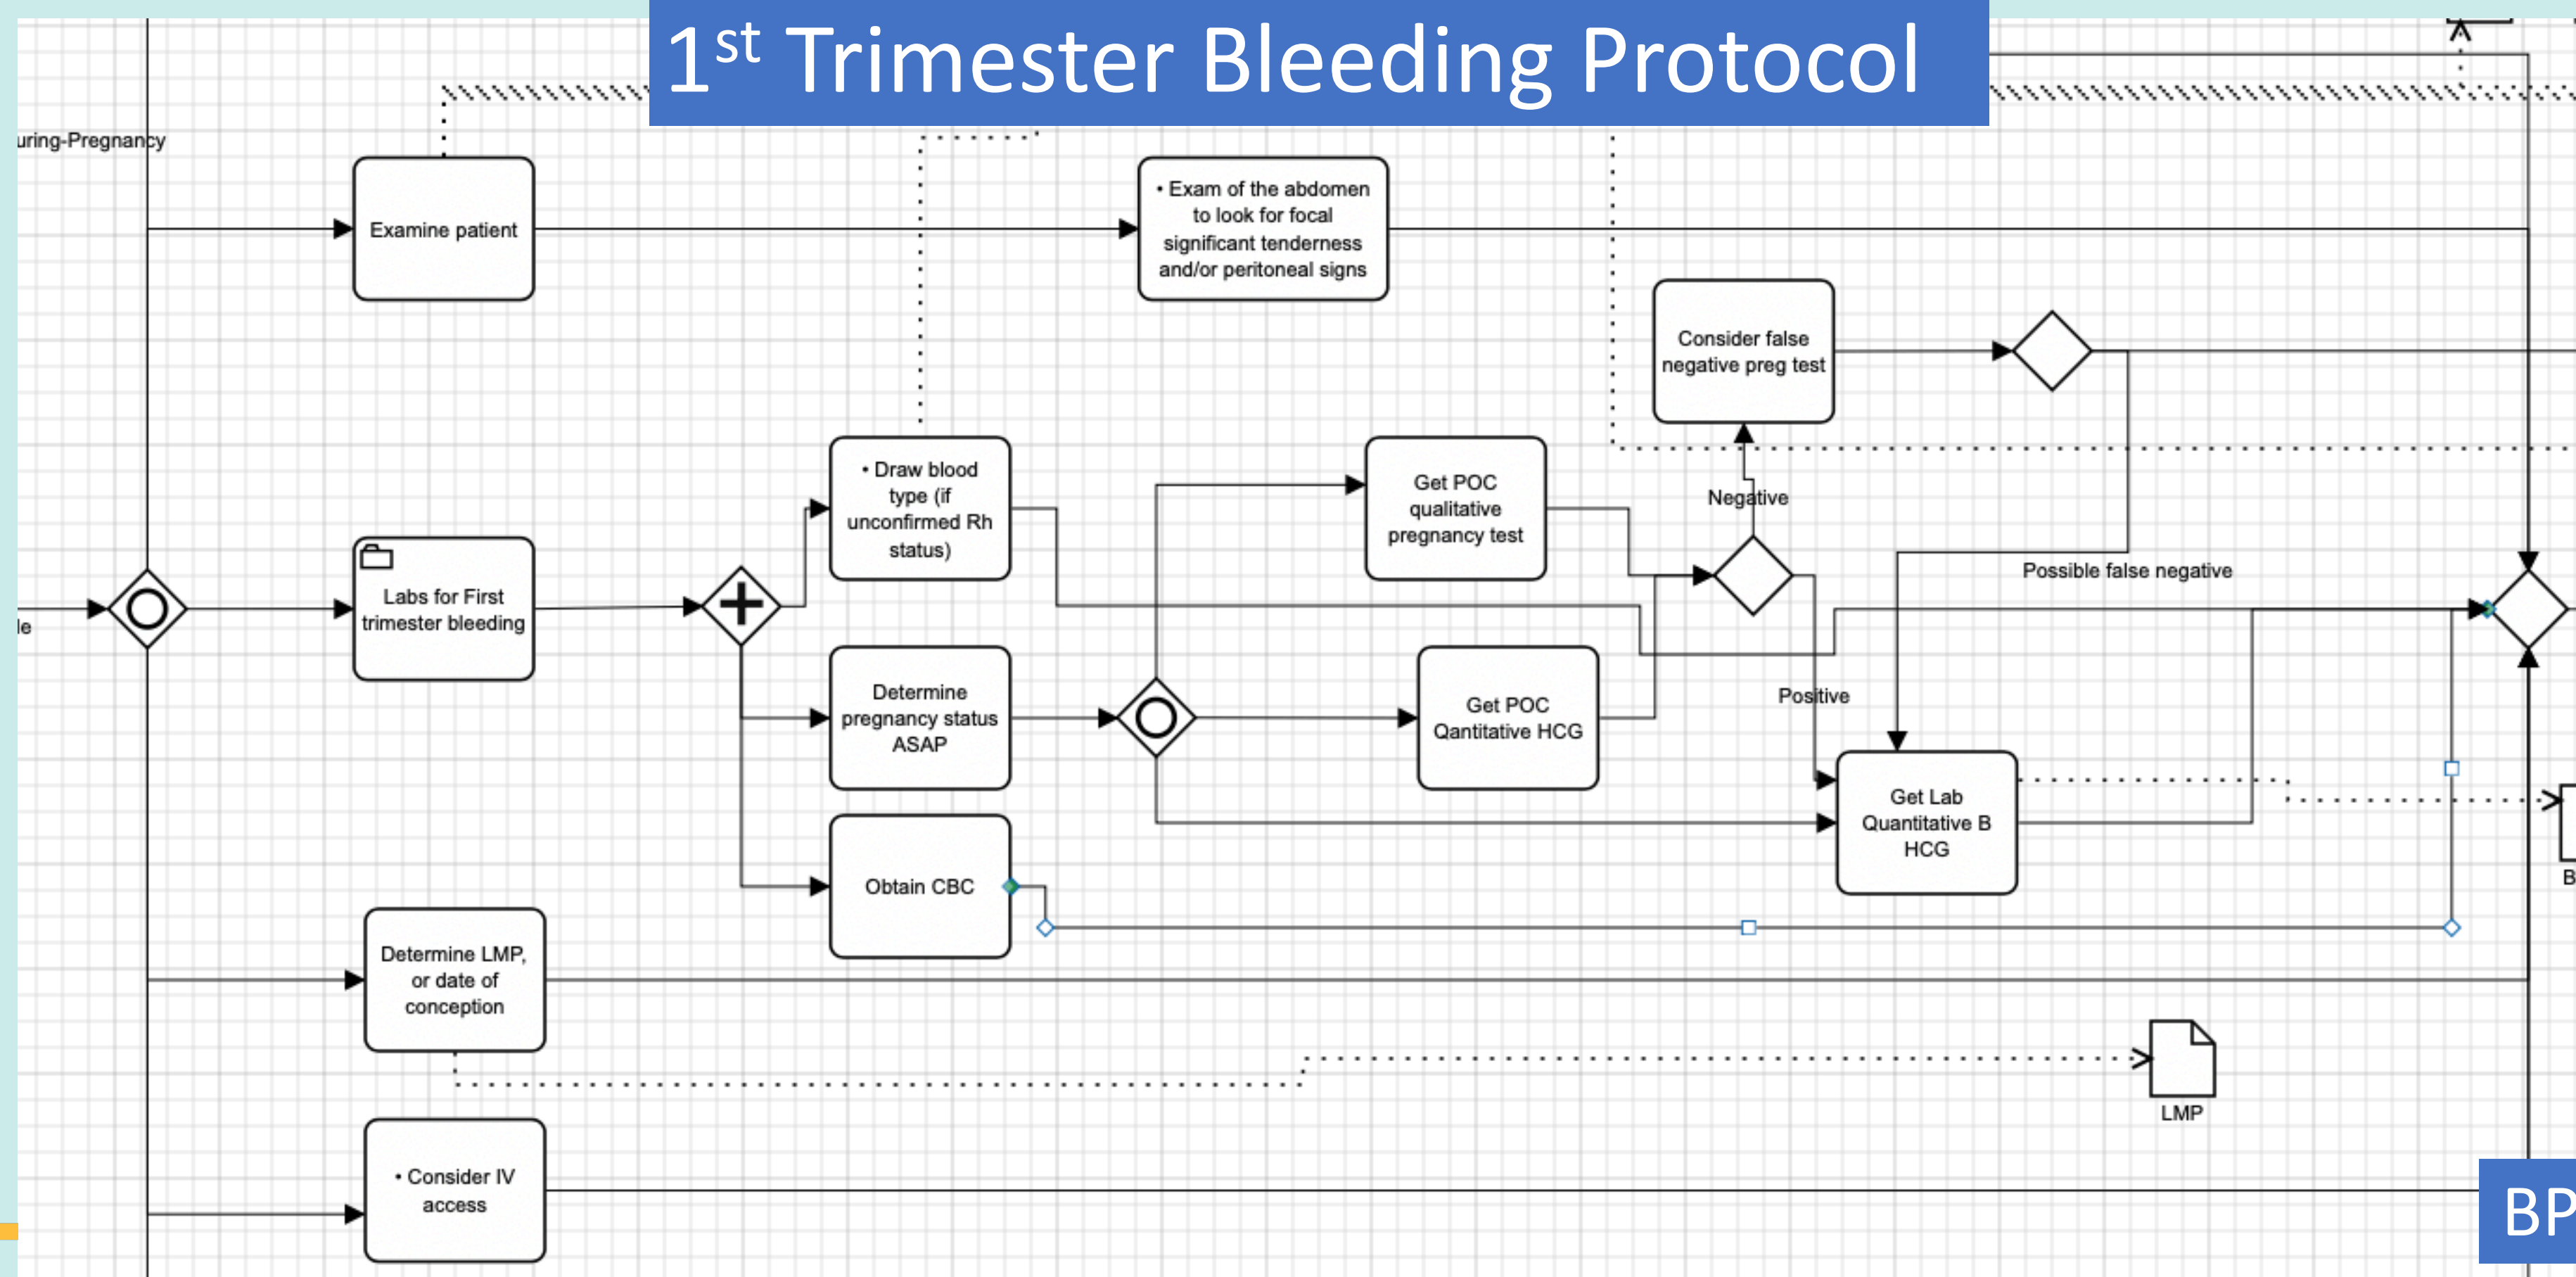 1st Trimester Bleeding Protocol
uring-Pregnancy
Examine patient
• Exam of the abdomen
to look for focal
significant tenderness
and/or peritoneal signs
Consider false
negative preg test
• Draw blood
type (if
unconfirmed Rh
status)
Get POC
qualitative
pregnancy test
Negative
Possible false negative
le
Labs for First
trimester bleeding
Determine
pregnancy status
ASAP
Get POC
Qantitative HCG
Positive
Get Lab
Quantitative B
HCG
B
Obtain CBC
Determine LMP,
or date of
conception
LMP
• Consider IV
access
BP